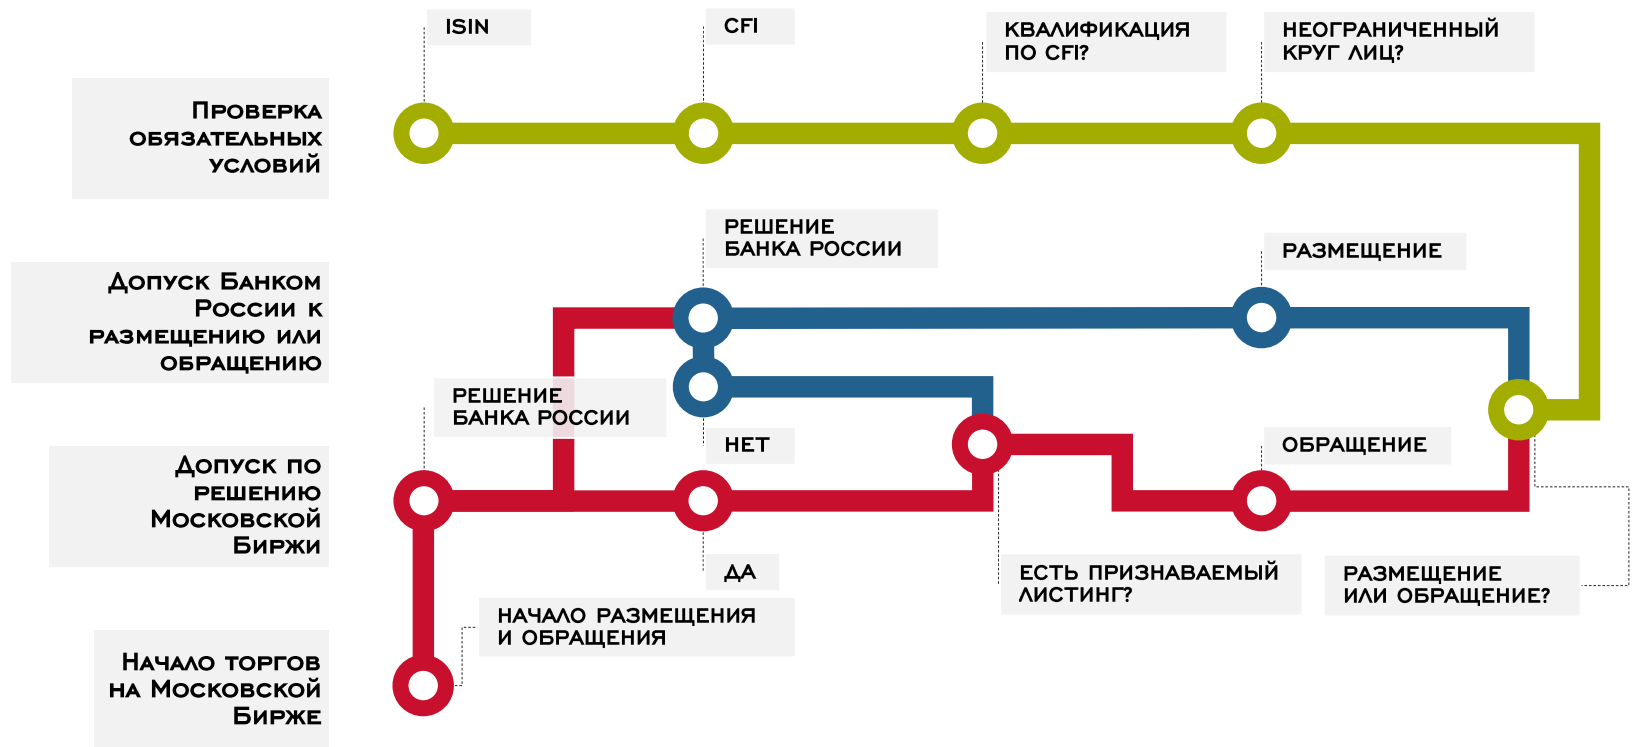 ISIN
CFI
КВАЛИФИКАЦИЯ
ПО CFI?
НЕОГРАНИЧЕННЫЙ
КРУГ ЛИЦ?
Проверка
обязательных
условий
РЕШЕНИЕ
БАНКА РОССИИ
РАЗМЕЩЕНИЕ
Допуск Банком
России к
размещению или
обращению
РЕШЕНИЕ
БАНКА РОССИИ
НЕТ
ОБРАЩЕНИЕ
Допуск по
решению
Московской
Биржи
ДА
ЕСТЬ ПРИЗНАВАЕМЫЙ
ЛИСТИНГ?
РАЗМЕЩЕНИЕ
ИЛИ ОБРАЩЕНИЕ?
НАЧАЛО РАЗМЕЩЕНИЯ
И ОБРАЩЕНИЯ
Начало торгов
на Московской
Бирже